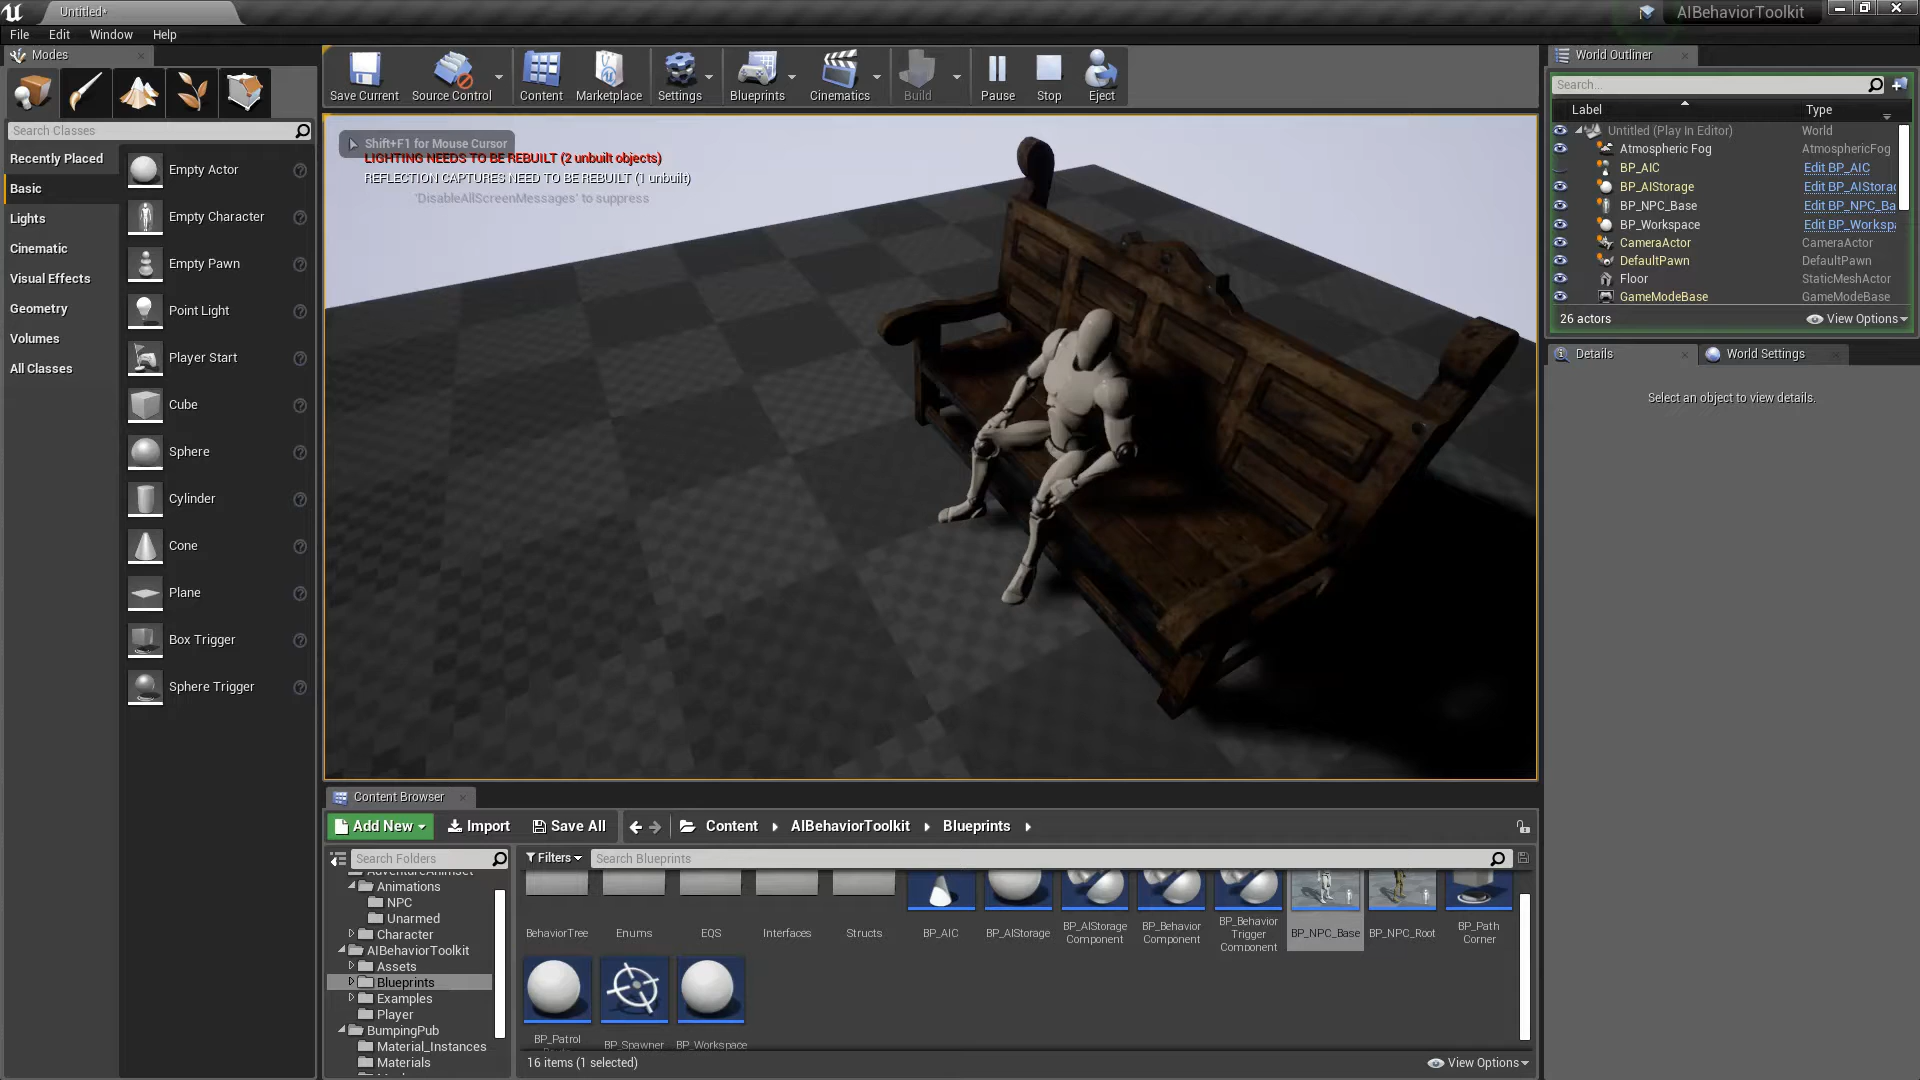 Untitled*
AIBehaviorToolkit
File Edit Window Help
Modes
Search Classes
Recently Placed
Basic
Lights
Cinematic
Visual Effects
Geometry
Volumes
All Classes
Empty Actor
Empty Character
Empty Pawn
Point Light
Player Start
Cube
Sphere
Cylinder
Cone
Plane
Box Trigger
Sphere Trigger
Save Current
Source Control
Content
Marketplace
Settings
Blueprints
Cinematics
Build
Pause
Stop
Eject
Shift+F1 for Mouse Cursor
LIGHTING NEEDS TO BE REBUILT (2 unbuilt objects)
REFLECTION CAPTURES NEED TO BE REBUILT (1 unbuilt)
'DisableAllScreenMessages' to suppress
World Outliner
Search...
Label Type
Untitled (Play In Editor) World
Atmospheric Fog AtmosphericFog
BP_AIC Edit BP_AIC
BP_AIStorage Edit BP_AIStorag
BP_NPC_Base Edit BP_NPC_Ba
BP_Workspace Edit BP_Workspa
CameraActor CameraActor
DefaultPawn DefaultPawn
Floor StaticMeshActor
GameModeBase GameModeBase
26 actors View Options
Details World Settings
Select an object to view details.
Content Browser
Add New Import Save All Content AIBehaviorToolkit Blueprints
Search Folders
Filters Search Blueprints
AdventureAnimset
Animations
NPC
Unarmed
Character
AIBehaviorToolkit
Assets
Blueprints
Examples
Player
BumpingPub
Material_Instances
Materials
BehaviorTree
Enums
EQS
Interfaces
Structs
BP_AIC
BP_AIStorage
BP_AIStorage
Component
BP_Behavior
Component
BP_Behavior
Trigger
Component
BP_NPC_Base
BP_NPC_Root
BP_Path
Corner
BP_Patrol
BP_Spawner
BP_Workspace
16 items (1 selected)
View Options